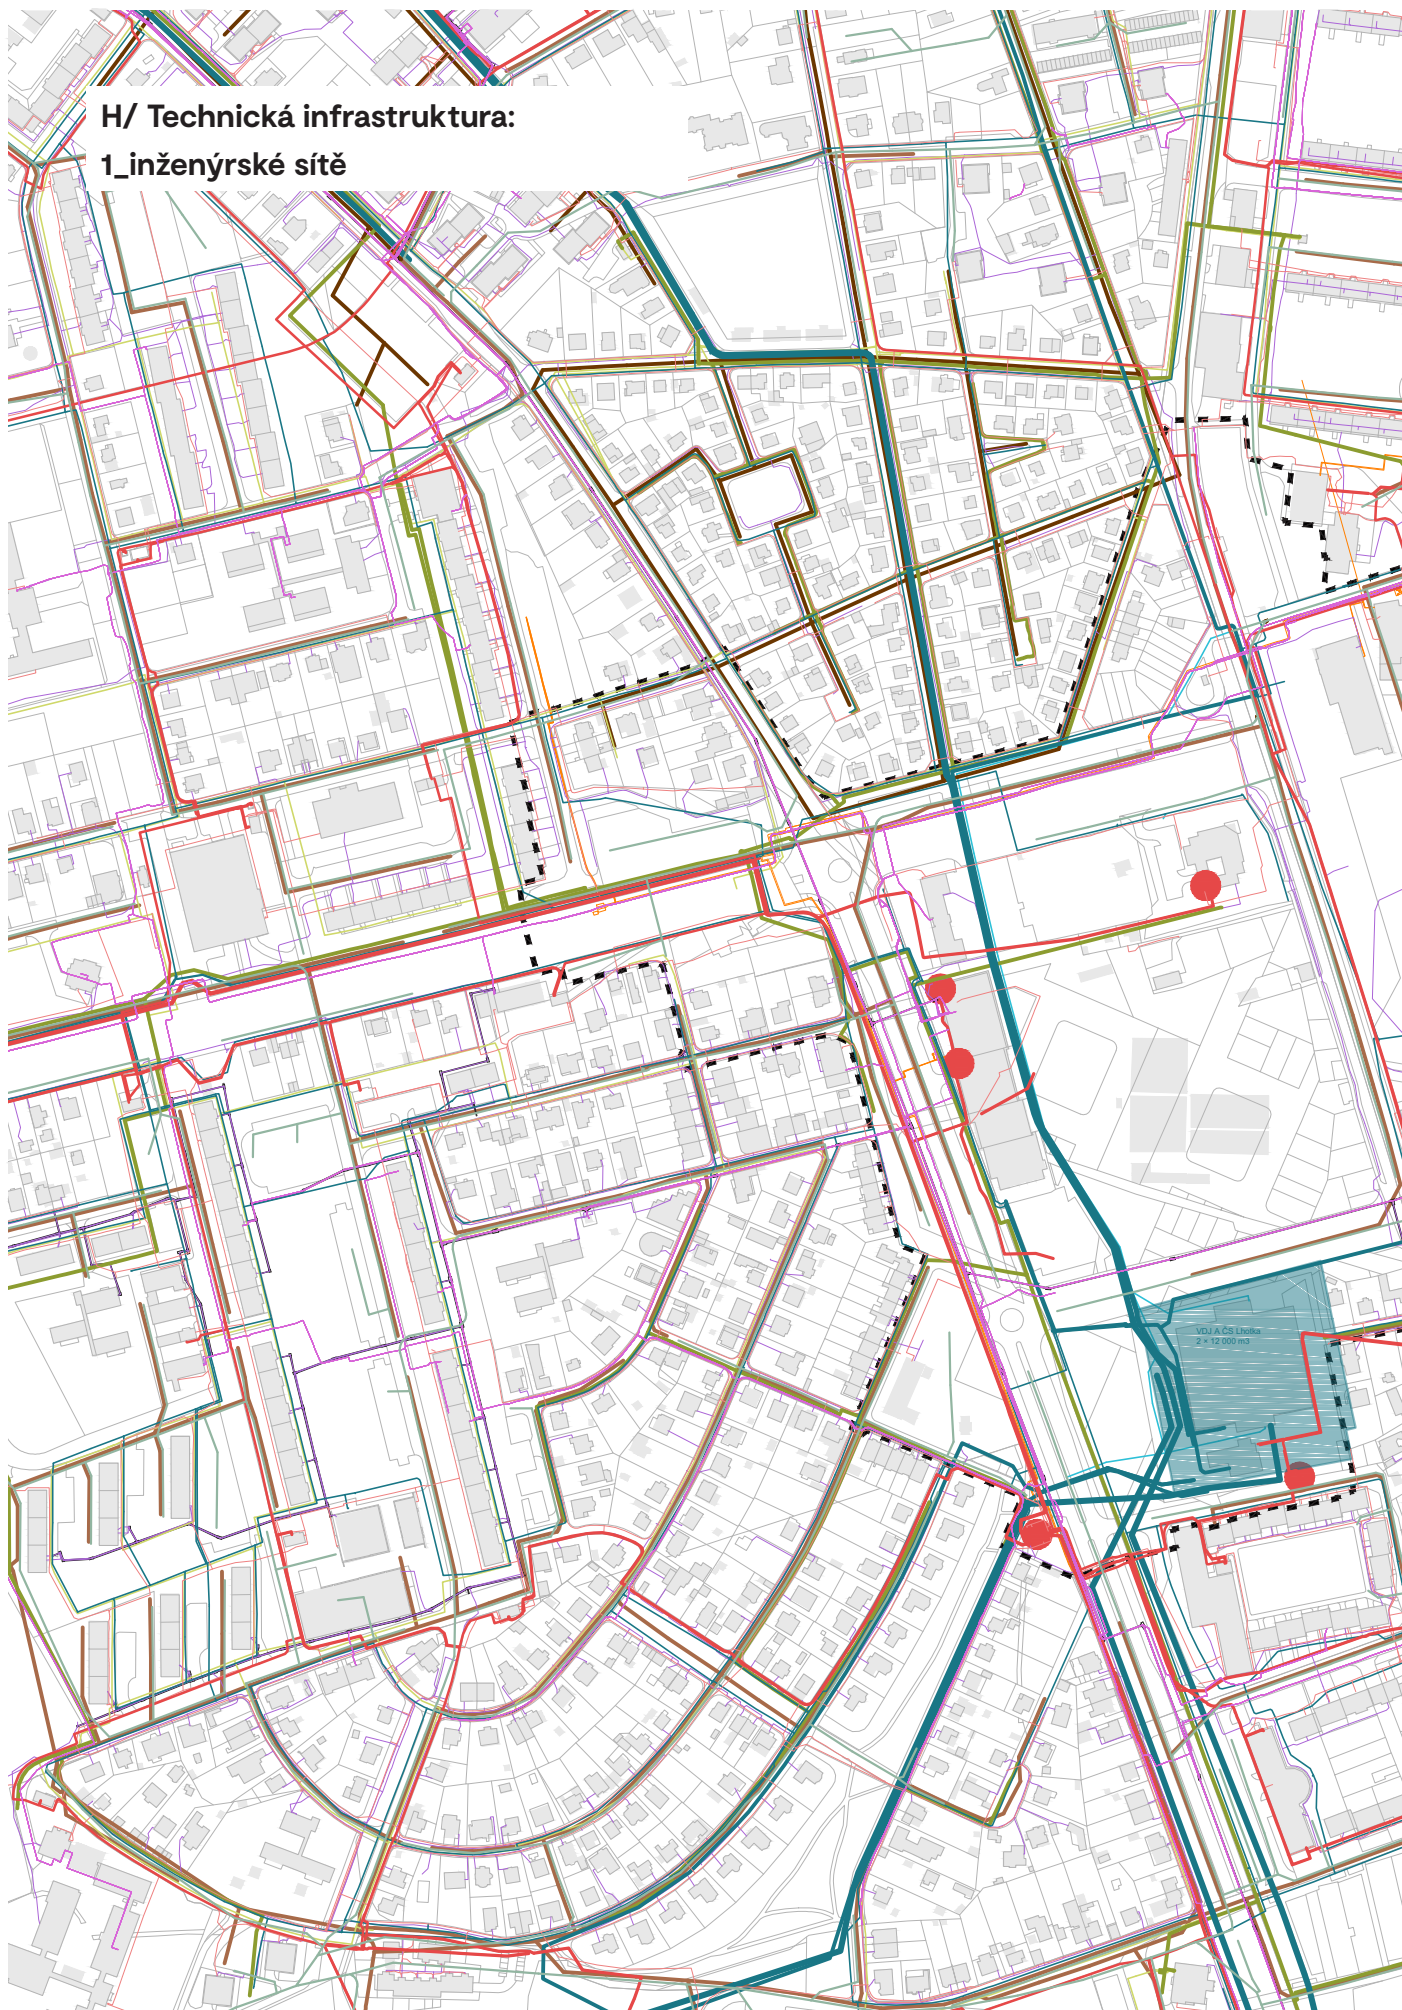 H/ Technická infrastruktura:
1_inženýrské sítě
VDJ A ČS Lhotka
2 × 12 000 m3